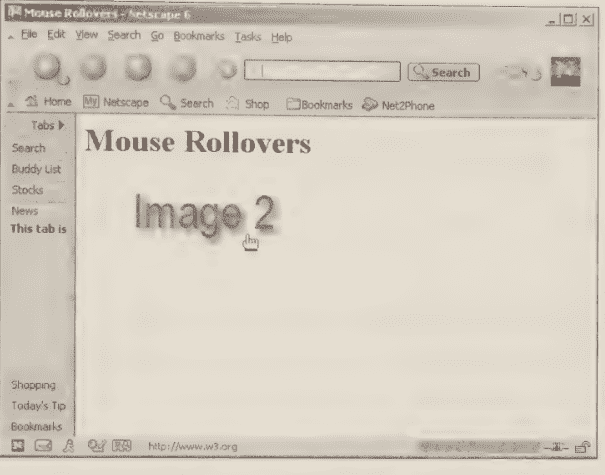 Mouse Rollovers - Netscape 6
File Edit View Search Go Bookmarks Tasks Help
Search
Home My Netscape Search Shop Bookmarks Net2Phone
Tabs
Search
Buddy List
Stocks
News
This tab is
Mouse Rollovers
Image 2
Shopping
Today's Tip
Bookmarks
http://www.w3.org